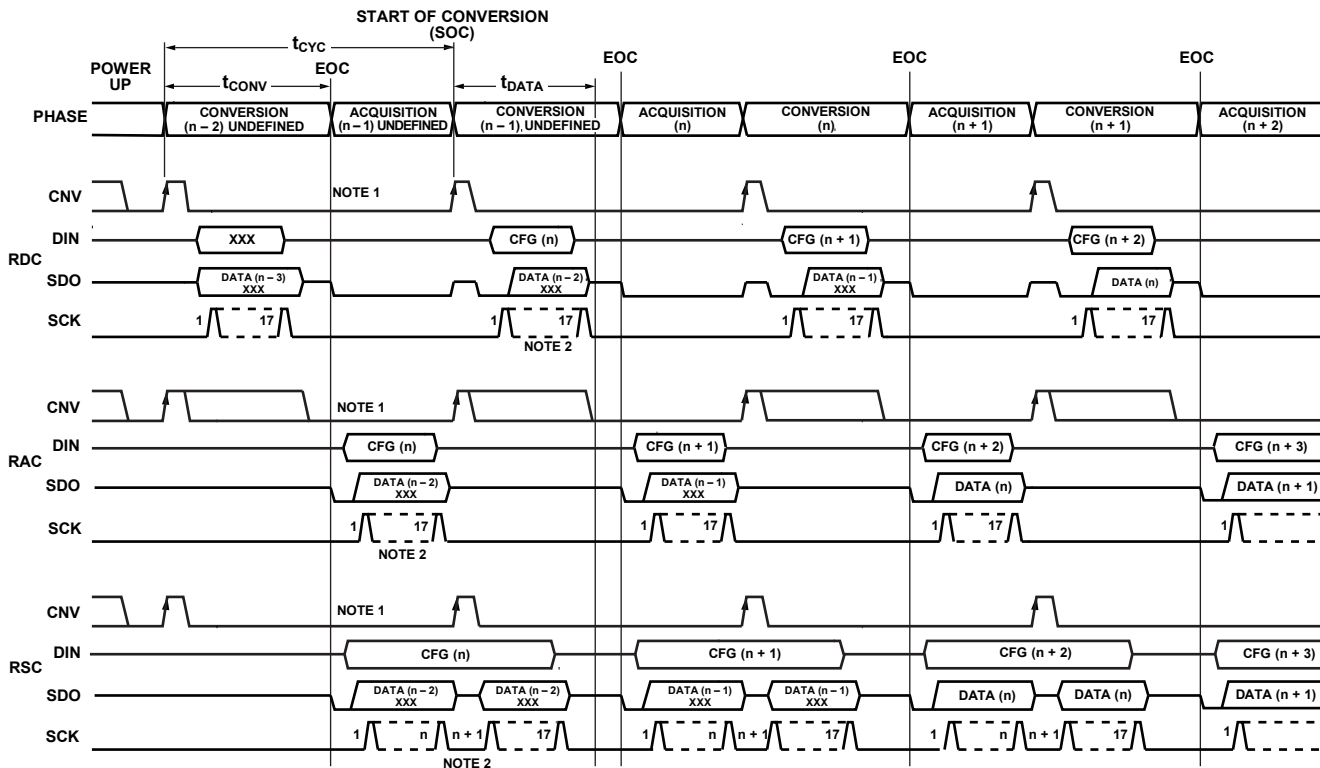 START OF CONVERSION
(SOC)
tCYC
POWER
UP
EOC
EOC
EOC
EOC
tCONV
tDATA
PHASE
CONVERSION
(n – 2) UNDEFINED
ACQUISITION
(n – 1) UNDEFINED
CONVERSION
(n – 1), UNDEFINED
ACQUISITION
(n)
CONVERSION
(n),
ACQUISITION
(n + 1)
CONVERSION
(n + 1)
ACQUISITION
(n + 2)
CNV
NOTE 1
RDC
DIN
XXX
CFG (n)
CFG (n + 1)
CFG (n + 2)
SDO
DATA (n – 3)
XXX
DATA (n – 2)
XXX
DATA (n – 1)
XXX
DATA (n)
SCK
1
17
1
17
1
17
1
17
NOTE 2
CNV
NOTE 1
RAC
DIN
CFG (n)
CFG (n + 1)
CFG (n + 2)
CFG (n + 3)
SDO
DATA (n – 2)
XXX
DATA (n – 1)
XXX
DATA (n)
DATA (n + 1)
SCK
1
17
1
17
1
17
1
NOTE 2
CNV
NOTE 1
RSC
DIN
CFG (n)
CFG (n + 1)
CFG (n + 2)
CFG (n + 3)
SDO
DATA (n – 2)
XXX
DATA (n – 2)
XXX
DATA (n – 1)
XXX
DATA (n – 1)
XXX
DATA (n)
DATA (n)
DATA (n + 1)
SCK
1
n
n + 1
17
1
n
n + 1
17
1
n
n + 1
17
1
NOTE 2